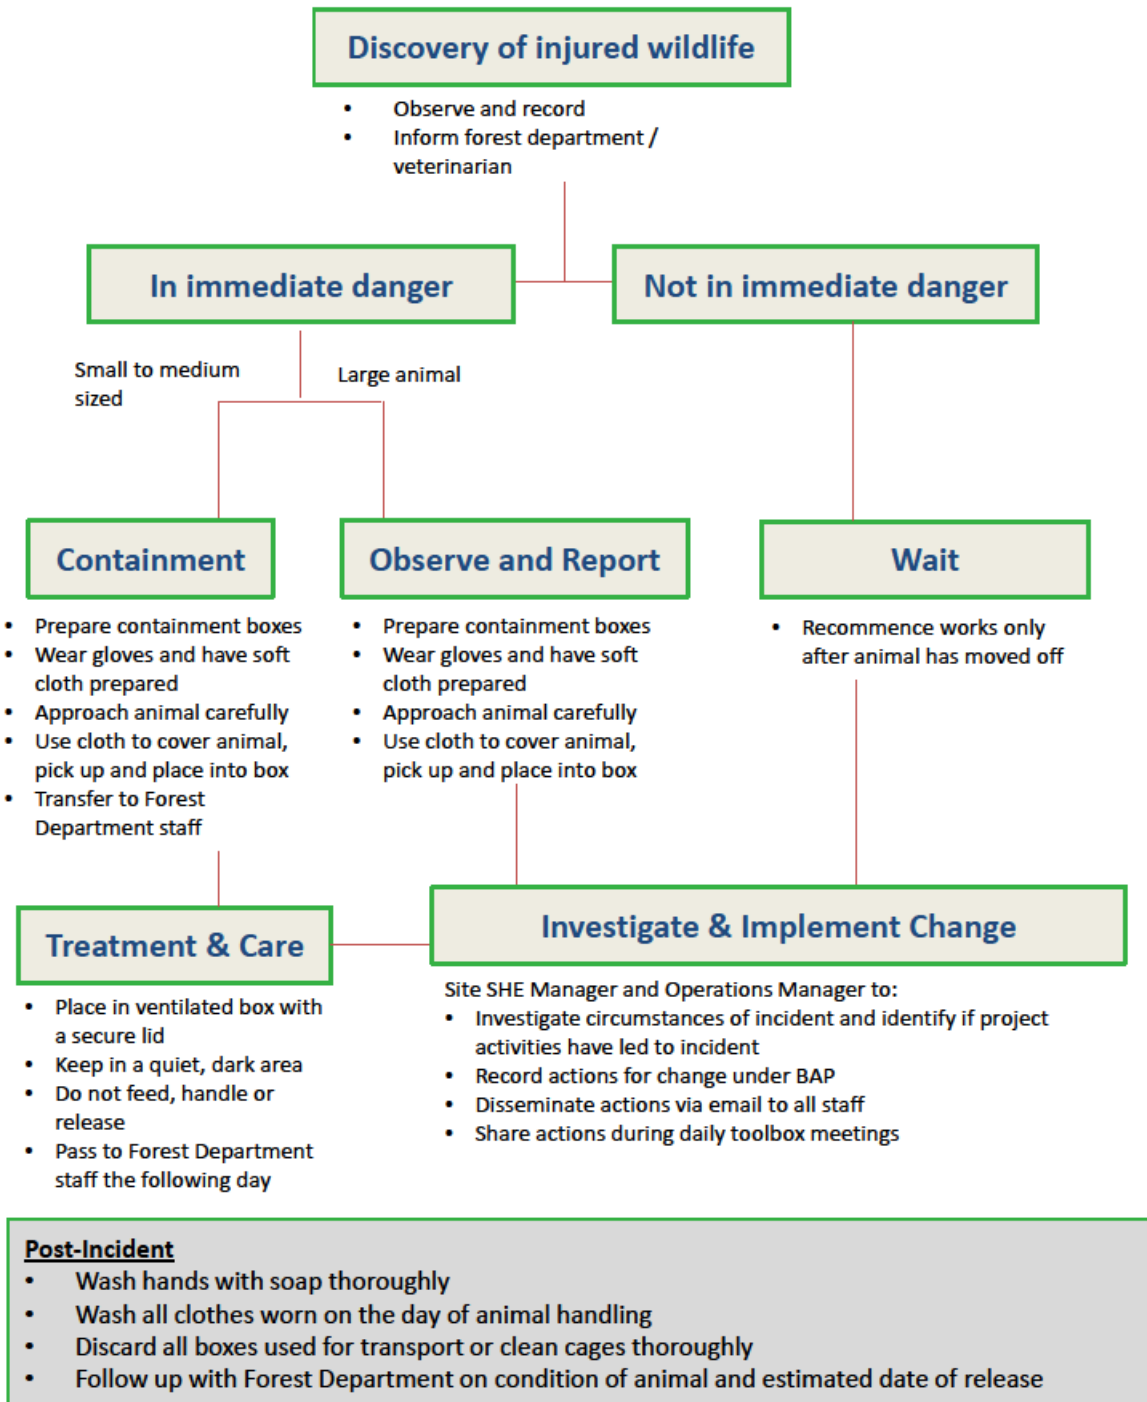 Discovery of injured wildlife
• Observe and record
• Inform forest department /
veterinarian
In immediate danger
Not in immediate danger
Small to medium
sized
Large animal
Containment
• Prepare containment boxes
• Wear gloves and have soft
cloth prepared
• Approach animal carefully
• Use cloth to cover animal,
pick up and place into box
• Transfer to Forest
Department staff
Observe and Report
• Prepare containment boxes
• Wear gloves and have soft
cloth prepared
• Approach animal carefully
• Use cloth to cover animal,
pick up and place into box
Wait
• Recommence works only
after animal has moved off
Treatment & Care
• Place in ventilated box with
a secure lid
• Keep in a quiet, dark area
• Do not feed, handle or
release
• Pass to Forest Department
staff the following day
Investigate & Implement Change
Site SHE Manager and Operations Manager to:
• Investigate circumstances of incident and identify if project
activities have led to incident
• Record actions for change under BAP
• Disseminate actions via email to all staff
• Share actions during daily toolbox meetings
Post-Incident
• Wash hands with soap thoroughly
• Wash all clothes worn on the day of animal handling
• Discard all boxes used for transport or clean cages thoroughly
• Follow up with Forest Department on condition of animal and estimated date of release